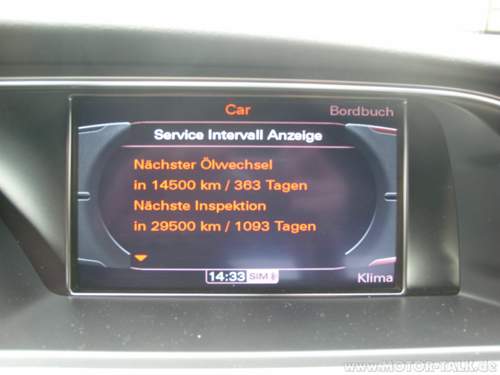 Car
Bordbuch
Service Intervall Anzeige
Nächster Ölwechsel
in 14500 km / 363 Tagen
Nächste Inspektion
in 29500 km / 1093 Tagen
14:33 SIM
Klima
www.MOTOR-TALK.de